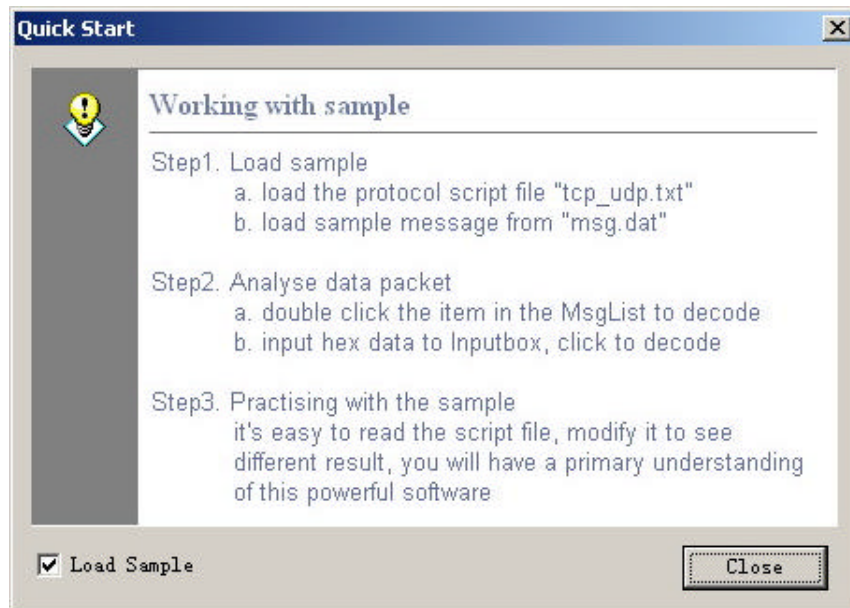 Quick Start
Working with sample
Step1. Load sample
a. load the protocol script file "tcp_udp.txt"
b. load sample message from "msg.dat"
Step2. Analyse data packet
a. double click the item in the MsgList to decode
b. input hex data to Inputbox, click to decode
Step3. Practising with the sample
it's easy to read the script file, modify it to see
different result, you will have a primary understanding
of this powerful software
Load Sample
Close